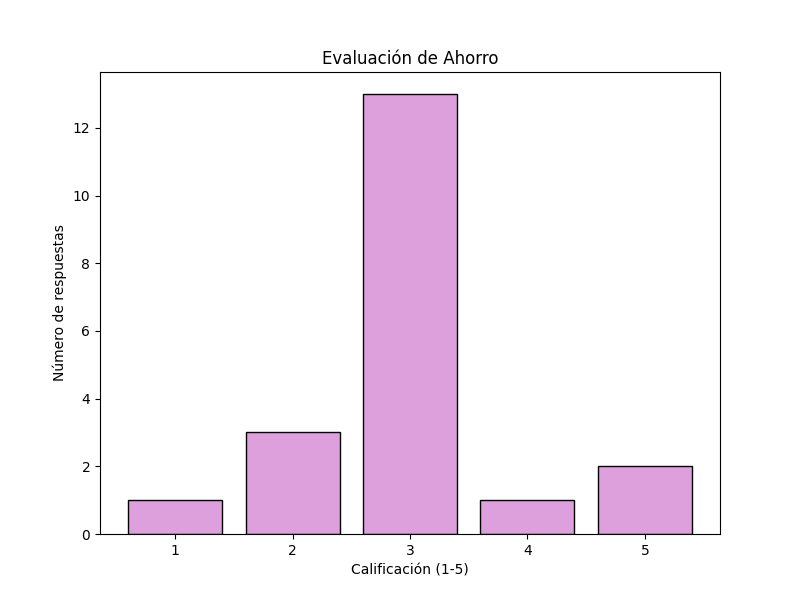 Evaluación de Ahorro
Número de respuestas
12
10
8
6
4
2
0
1 2 3 4 5
Calificación (1-5)